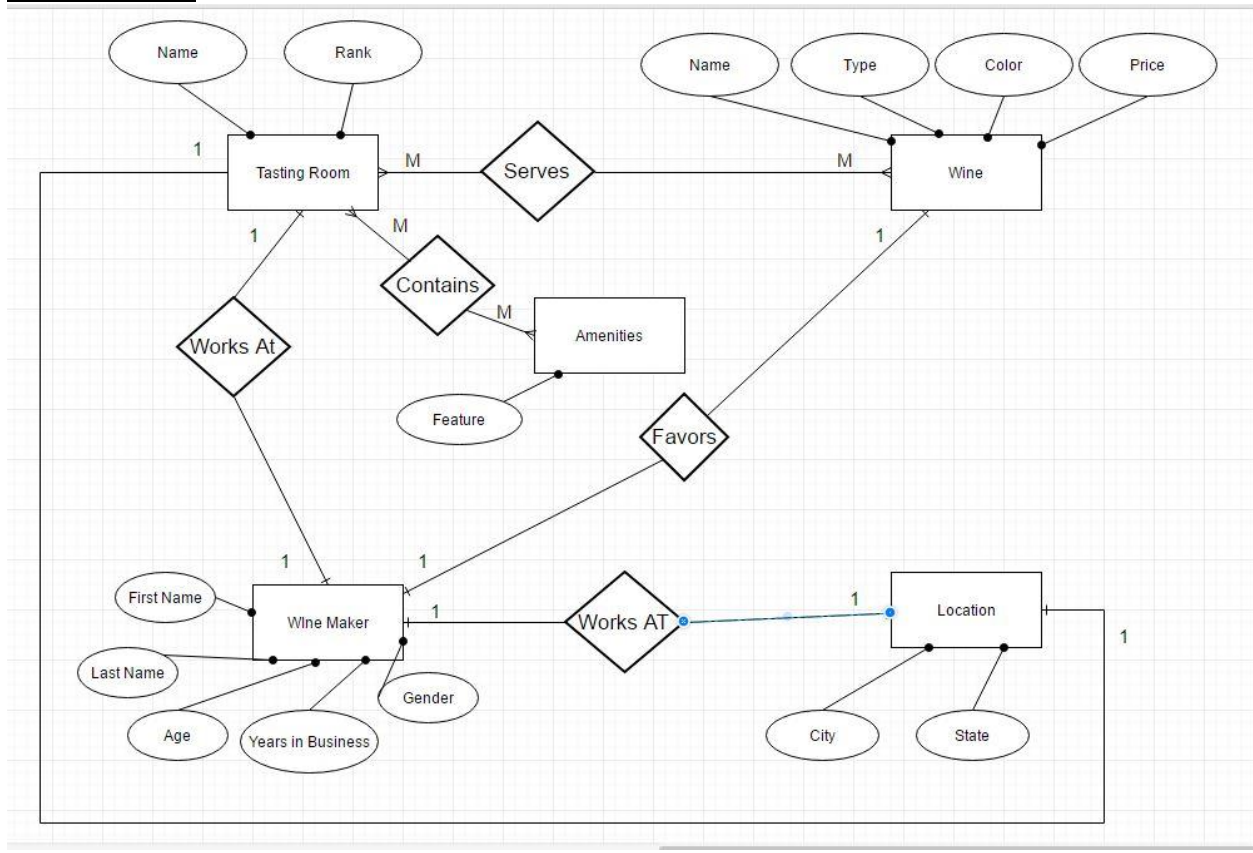 Name
Rank
Name
Type
Color
Price
1
Tasting Room
M
Serves
M
Wine
1
M
Contains
M
1
Works At
Amenities
Feature
Favors
1
1
First Name
WIne Maker
1
Works AT
1
Location
1
Last Name
Gender
Age
Years in Business
City
State